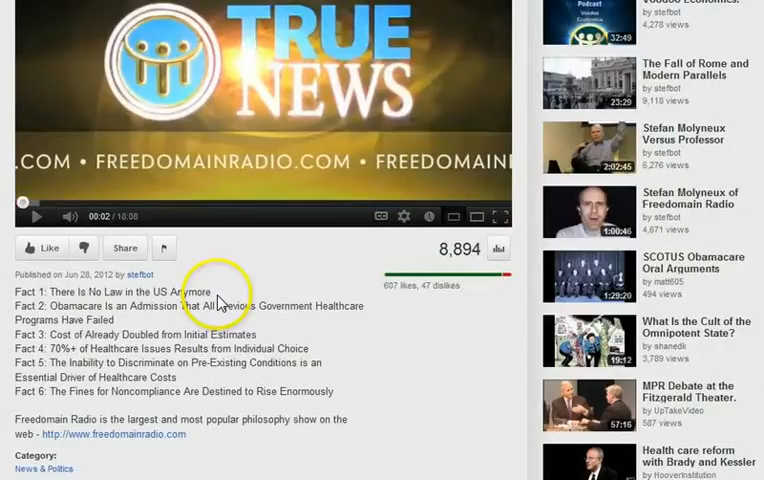 TRUE
NEWS
.COM • FREEDOMAINRADIO.COM • FREEDOMAIN
00:02 / 18:08
CC
Like
Share
8,894
Published on Jun 28, 2012 by stefbot
607 likes, 47 dislikes
Fact 1: There Is No Law in the US Anymore
Fact 2: Obamacare Is an Admission That All Previous Government Healthcare
Programs Have Failed
Fact 3: Cost of Already Doubled from Initial Estimates
Fact 4: 70%+ of Healthcare Issues Results from Individual Choice
Fact 5: The Inability to Discriminate on Pre-Existing Conditions is an
Essential Driver of Healthcare Costs
Fact 6: The Fines for Noncompliance Are Destined to Rise Enormously
Freedomain Radio is the largest and most popular philosophy show on the
web - http://www.freedomainradio.com
Category:
News & Politics
Podcast
Voodoo
Economics
32:49
Voodoo Economics.
by stefbot
4,278 views
23:29
The Fall of Rome and
Modern Parallels
by stefbot
9,118 views
2:02:45
Stefan Molyneux
Versus Professor
by stefbot
6,276 views
1:00:46
Stefan Molyneux of
Freedomain Radio
by stefbot
4,671 views
1:29:20
SCOTUS Obamacare
Oral Arguments
by matt605
494 views
19:12
What Is the Cult of the
Omnipotent State?
by shanedk
3,789 views
57:16
MPR Debate at the
Fitzgerald Theater.
by UpTakeVideo
587 views
Health care reform
with Brady and Kessler
by HooverInstitution